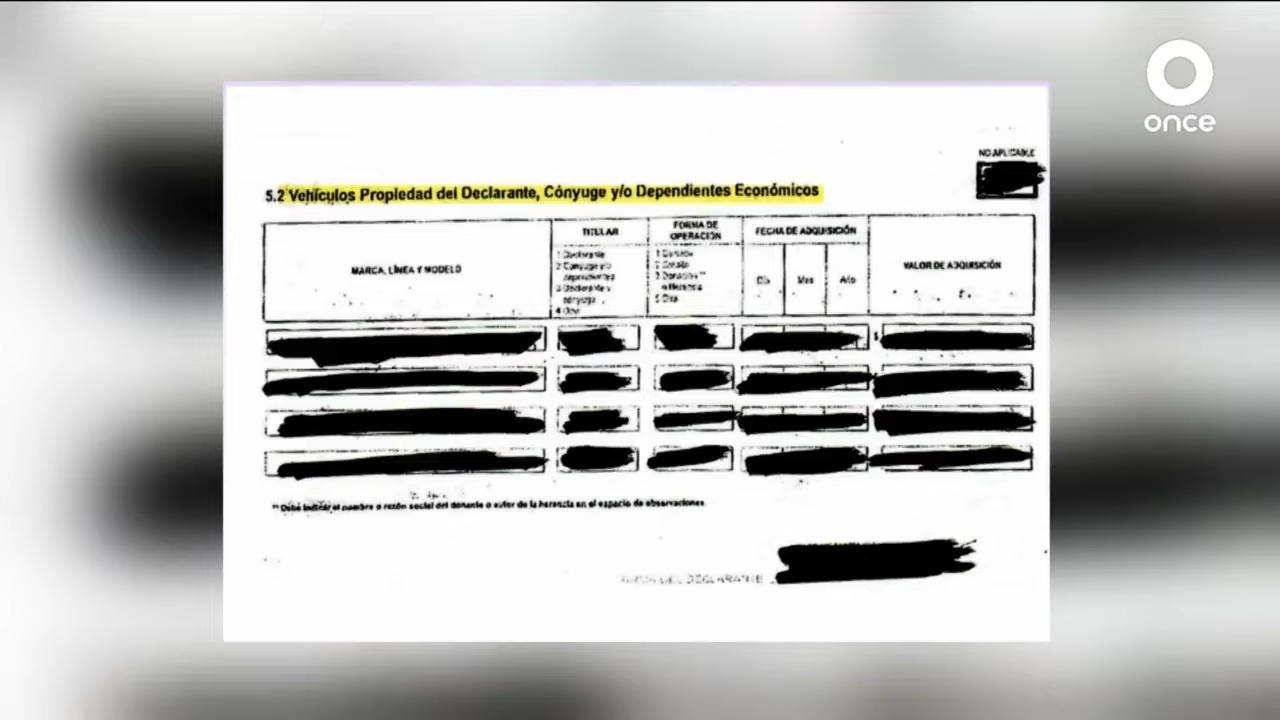 once
NO APLICABLE
5.2 Vehículos Propiedad del Declarante, Cónyuge y/o Dependientes Económicos
MARCA, LÍNEA Y MODELO
TITULAR
1 Declarante
2 Cónyuge y/o
dependientes
3 Declarante y
cónyuge
4 Otro
FORMA DE
OPERACIÓN
1 Contado
2 Crédito
3 Donación **
o Herencia
5 Otra
FECHA DE ADQUISICIÓN
Día Mes Año
VALOR DE ADQUISICIÓN
$
** Debe indicar el nombre o razón social del donante o autor de la herencia en el espacio de observaciones.
FIRMA DEL DECLARANTE